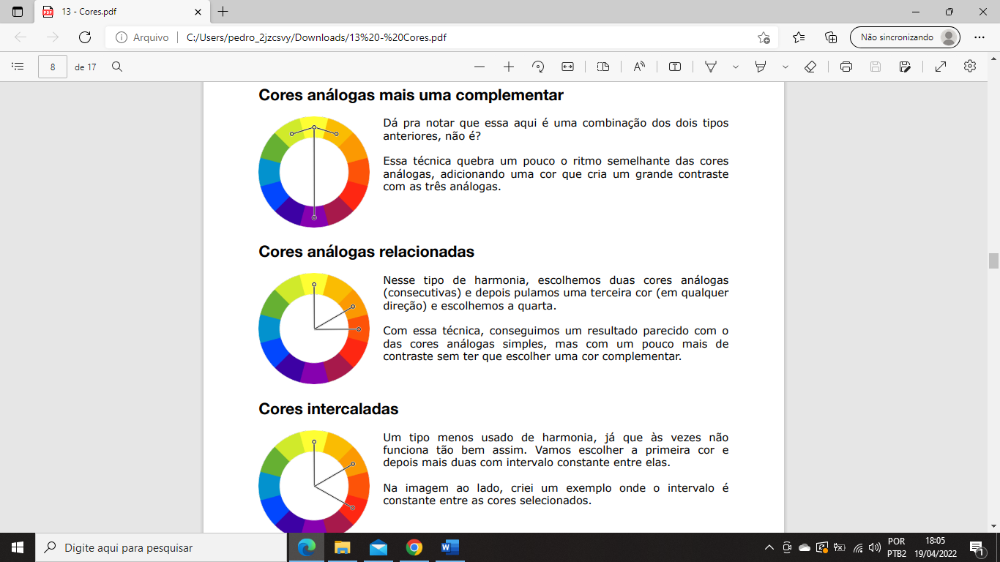 13 - Cores.pdf
Arquivo
C:/Users/pedro_2jzcsvy/Downloads/13%20-%20Cores.pdf
Não sincronizando
8
de 17
Cores análogas mais uma complementar
Dá pra notar que essa aqui é uma combinação dos dois tipos
anteriores, não é?
Essa técnica quebra um pouco o ritmo semelhante das cores
análogas, adicionando uma cor que cria um grande contraste
com as três análogas.
Cores análogas relacionadas
Nesse tipo de harmonia, escolhemos duas cores análogas
(consecutivas) e depois pulamos uma terceira cor (em qualquer
direção) e escolhemos a quarta.
Com essa técnica, conseguimos um resultado parecido com o
das cores análogas simples, mas com um pouco mais de
contraste sem ter que escolher uma cor complementar.
Cores intercaladas
Um tipo menos usado de harmonia, já que às vezes não
funciona tão bem assim. Vamos escolher a primeira cor e
depois mais duas com intervalo constante entre elas.
Na imagem ao lado, criei um exemplo onde o intervalo é
constante entre as cores selecionados.
Digite aqui para pesquisar
POR
PTB2
18:05
19/04/2022
1